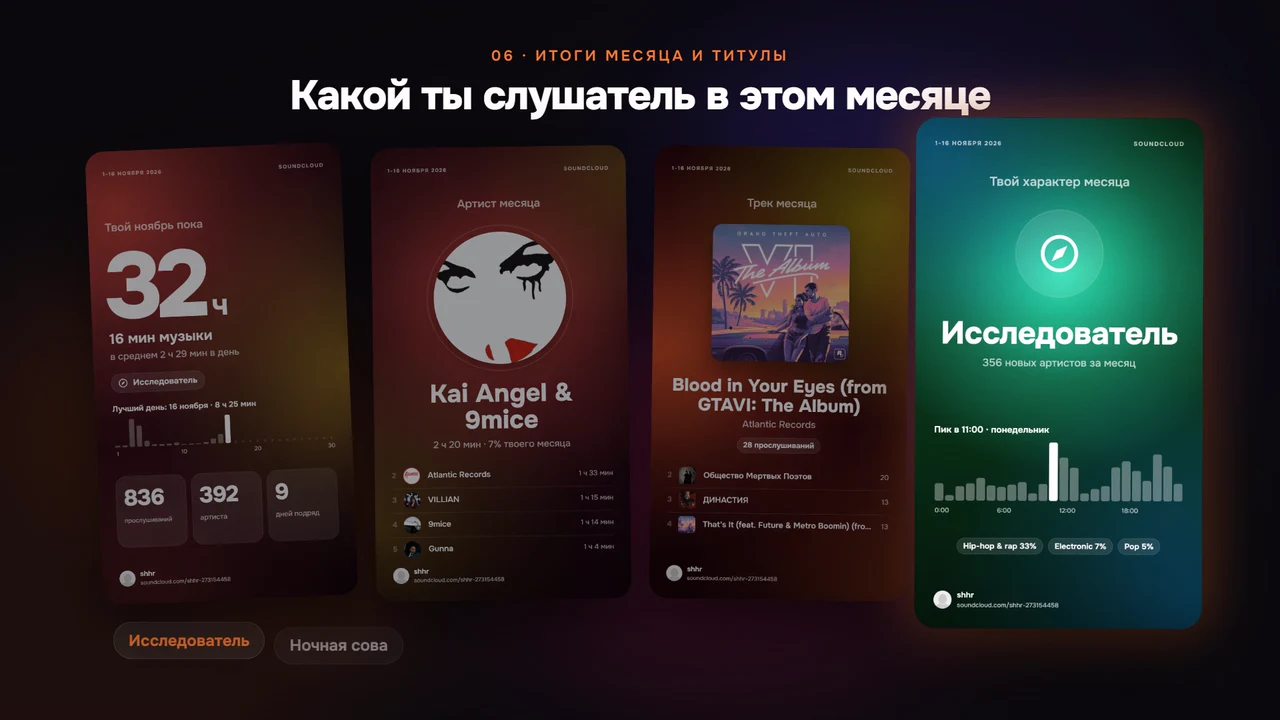 06 · ИТОГИ МЕСЯЦА И ТИТУЛЫ
Какой ты слушатель в этом месяце
1–16 НОЯБРЯ 2026
SOUNDCLOUD
Твой ноябрь пока
32 ч
16 мин музыки
в среднем 2 ч 29 мин в день
Исследователь
Лучший день: 16 ноября · 8 ч 25 мин
1 10 20 30
836
прослушиваний
392
артиста
9
дней подряд
shhr
soundcloud.com/shhr-273154458
1–16 НОЯБРЯ 2026
SOUNDCLOUD
Артист месяца
Kai Angel &
9mice
2 ч 20 мин · 7% твоего месяца
2 Atlantic Records 1 ч 33 мин
3 VILLIAN 1 ч 15 мин
4 9mice 1 ч 14 мин
5 Gunna 1 ч 4 мин
shhr
soundcloud.com/shhr-273154458
1–16 НОЯБРЯ 2026
SOUNDCLOUD
Трек месяца
GRAND THEFT AUTO
VI
The Album
Blood in Your Eyes (from
GTAVI: The Album)
Atlantic Records
28 прослушиваний
2 Общество Мертвых Поэтов 20
3 ДИНАСТИЯ 13
4 That's It (feat. Future & Metro Boomin) (fro... 13
shhr
soundcloud.com/shhr-273154458
1–16 НОЯБРЯ 2026
SOUNDCLOUD
Твой характер месяца
Исследователь
356 новых артистов за месяц
Пик в 11:00 · понедельник
0:00 6:00 12:00 18:00
Hip-hop & rap 33% Electronic 7% Pop 5%
shhr
soundcloud.com/shhr-273154458
Исследователь
Ночная сова